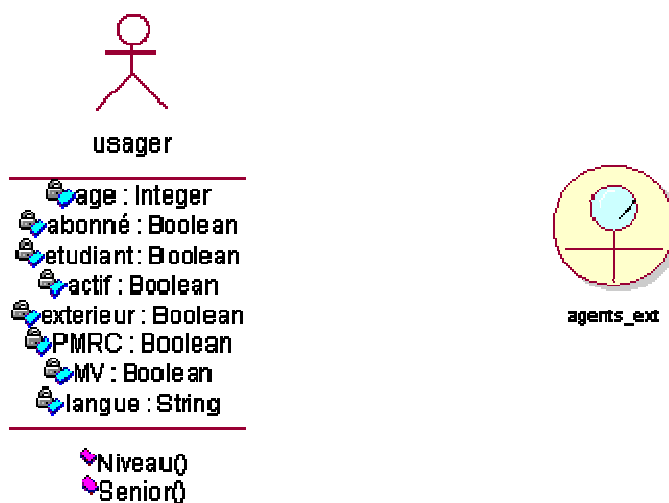 usager
age : Integer
abonné : Boolean
etudiant : Boolean
actif : Boolean
exterieur : Boolean
PMRC : Boolean
MV : Boolean
langue : String
Niveau()
Senior()
agents_ext